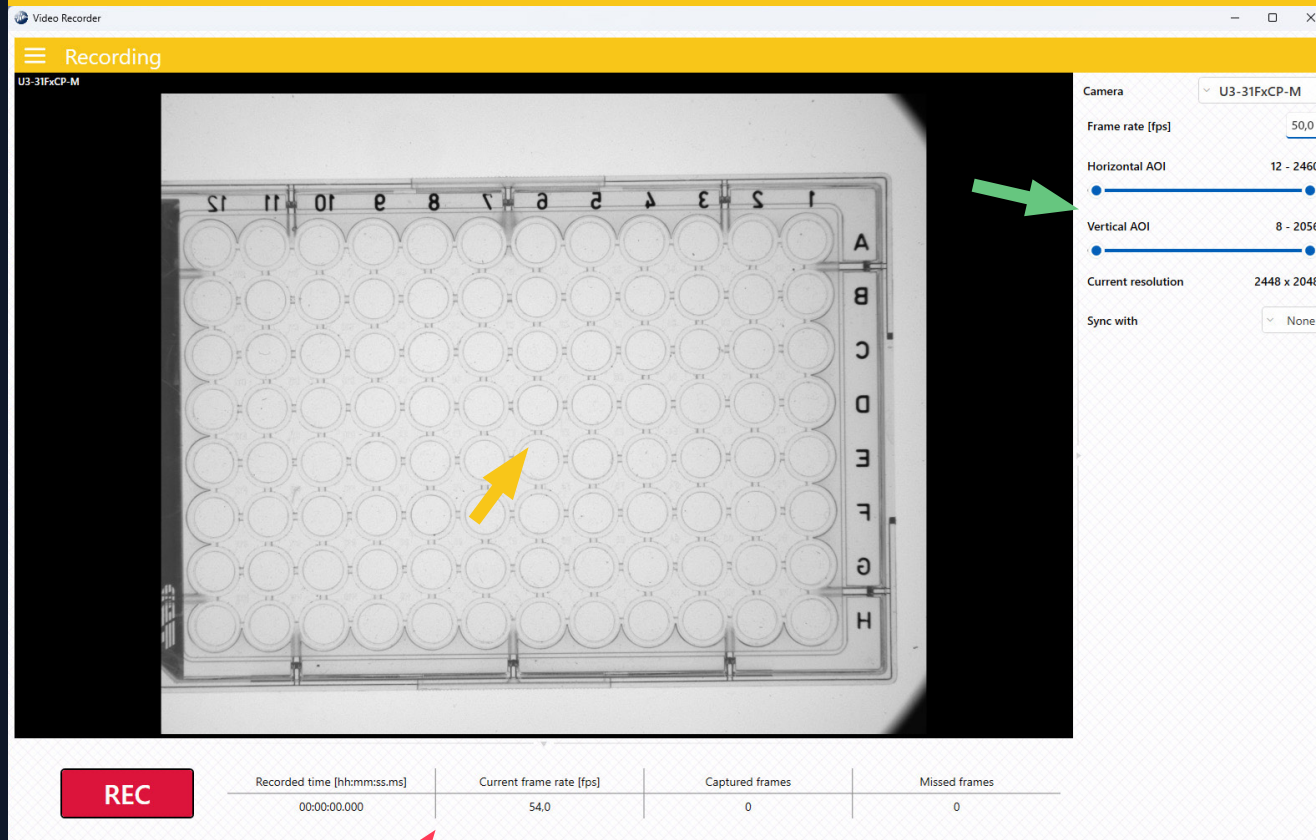 Video Recorder
Recording
U3-31FxCP-M
Camera U3-31FxCP-M
Frame rate [fps] 50,0
Horizontal AOI 12 - 2460
Vertical AOI 8 - 2056
Current resolution 2448 x 2048
Sync with None
12 11 10 9 8 7 6 5 4 3 2 1
A
B
C
D
E
F
G
H
REC
Recorded time [hh:mm:ss.ms] Current frame rate [fps] Captured frames Missed frames
00:00:00.000 54.0 0 0